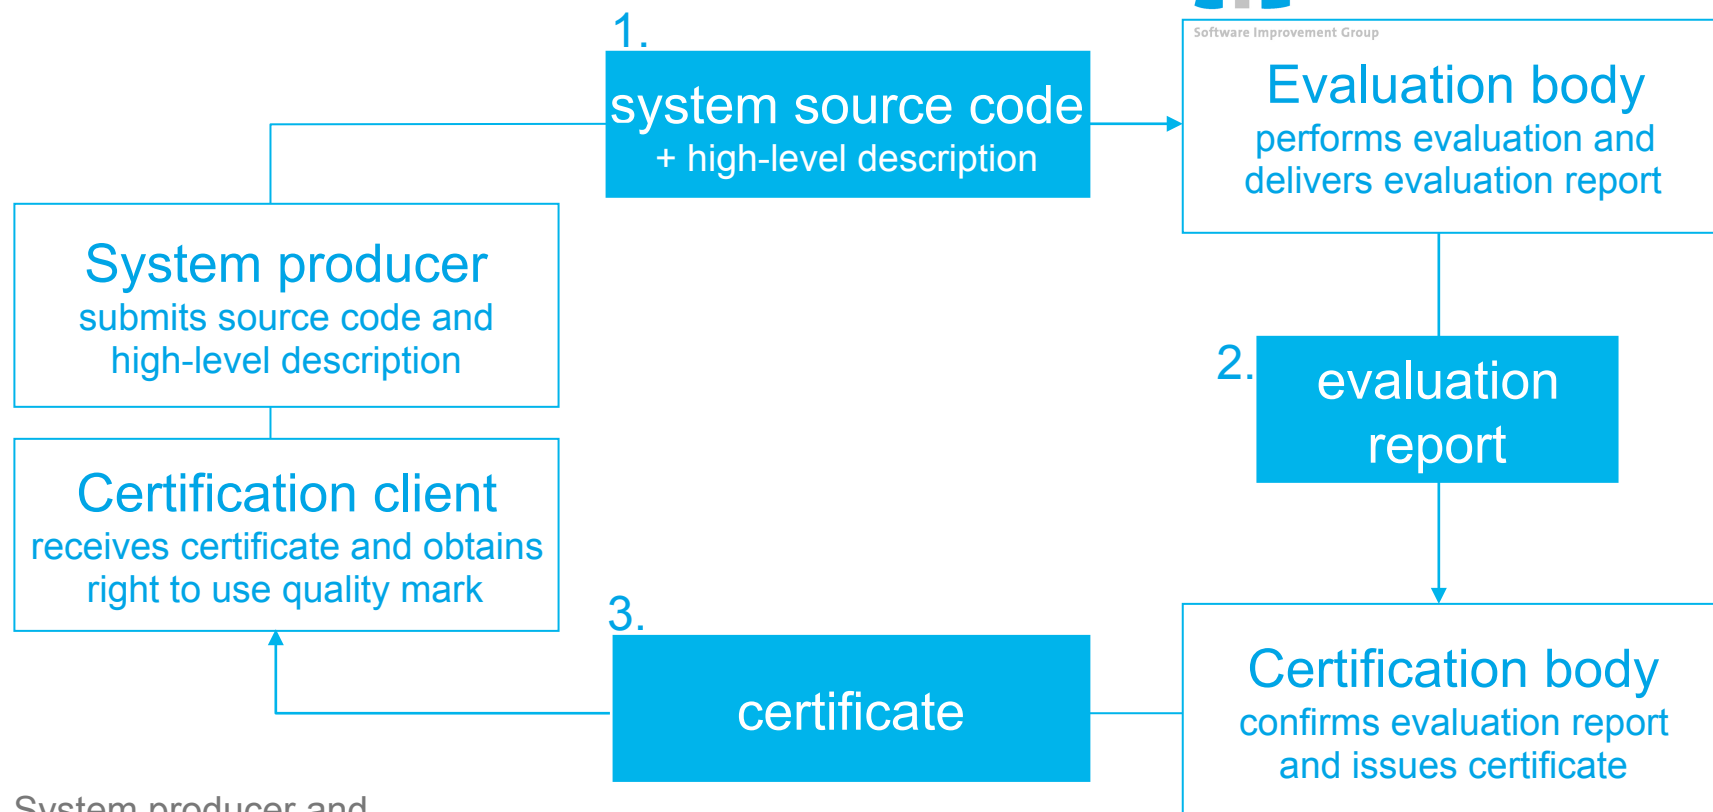 1.
system source code
+ high-level description
Software Improvement Group
Evaluation body
performs evaluation and
delivers evaluation report
System producer
submits source code and
high-level description
2.
evaluation
report
Certification client
receives certificate and obtains
right to use quality mark
3.
certificate
Certification body
confirms evaluation report
and issues certificate
System producer and